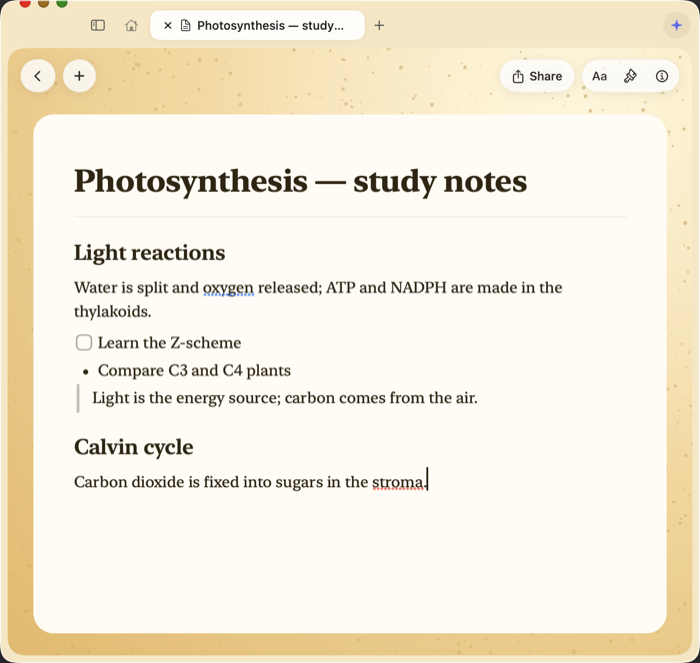 Photosynthesis — study...
Share
Aa
Photosynthesis — study notes
Light reactions
Water is split and oxygen released; ATP and NADPH are made in the
thylakoids.
Learn the Z-scheme
• Compare C3 and C4 plants
Light is the energy source; carbon comes from the air.
Calvin cycle
Carbon dioxide is fixed into sugars in the stroma.